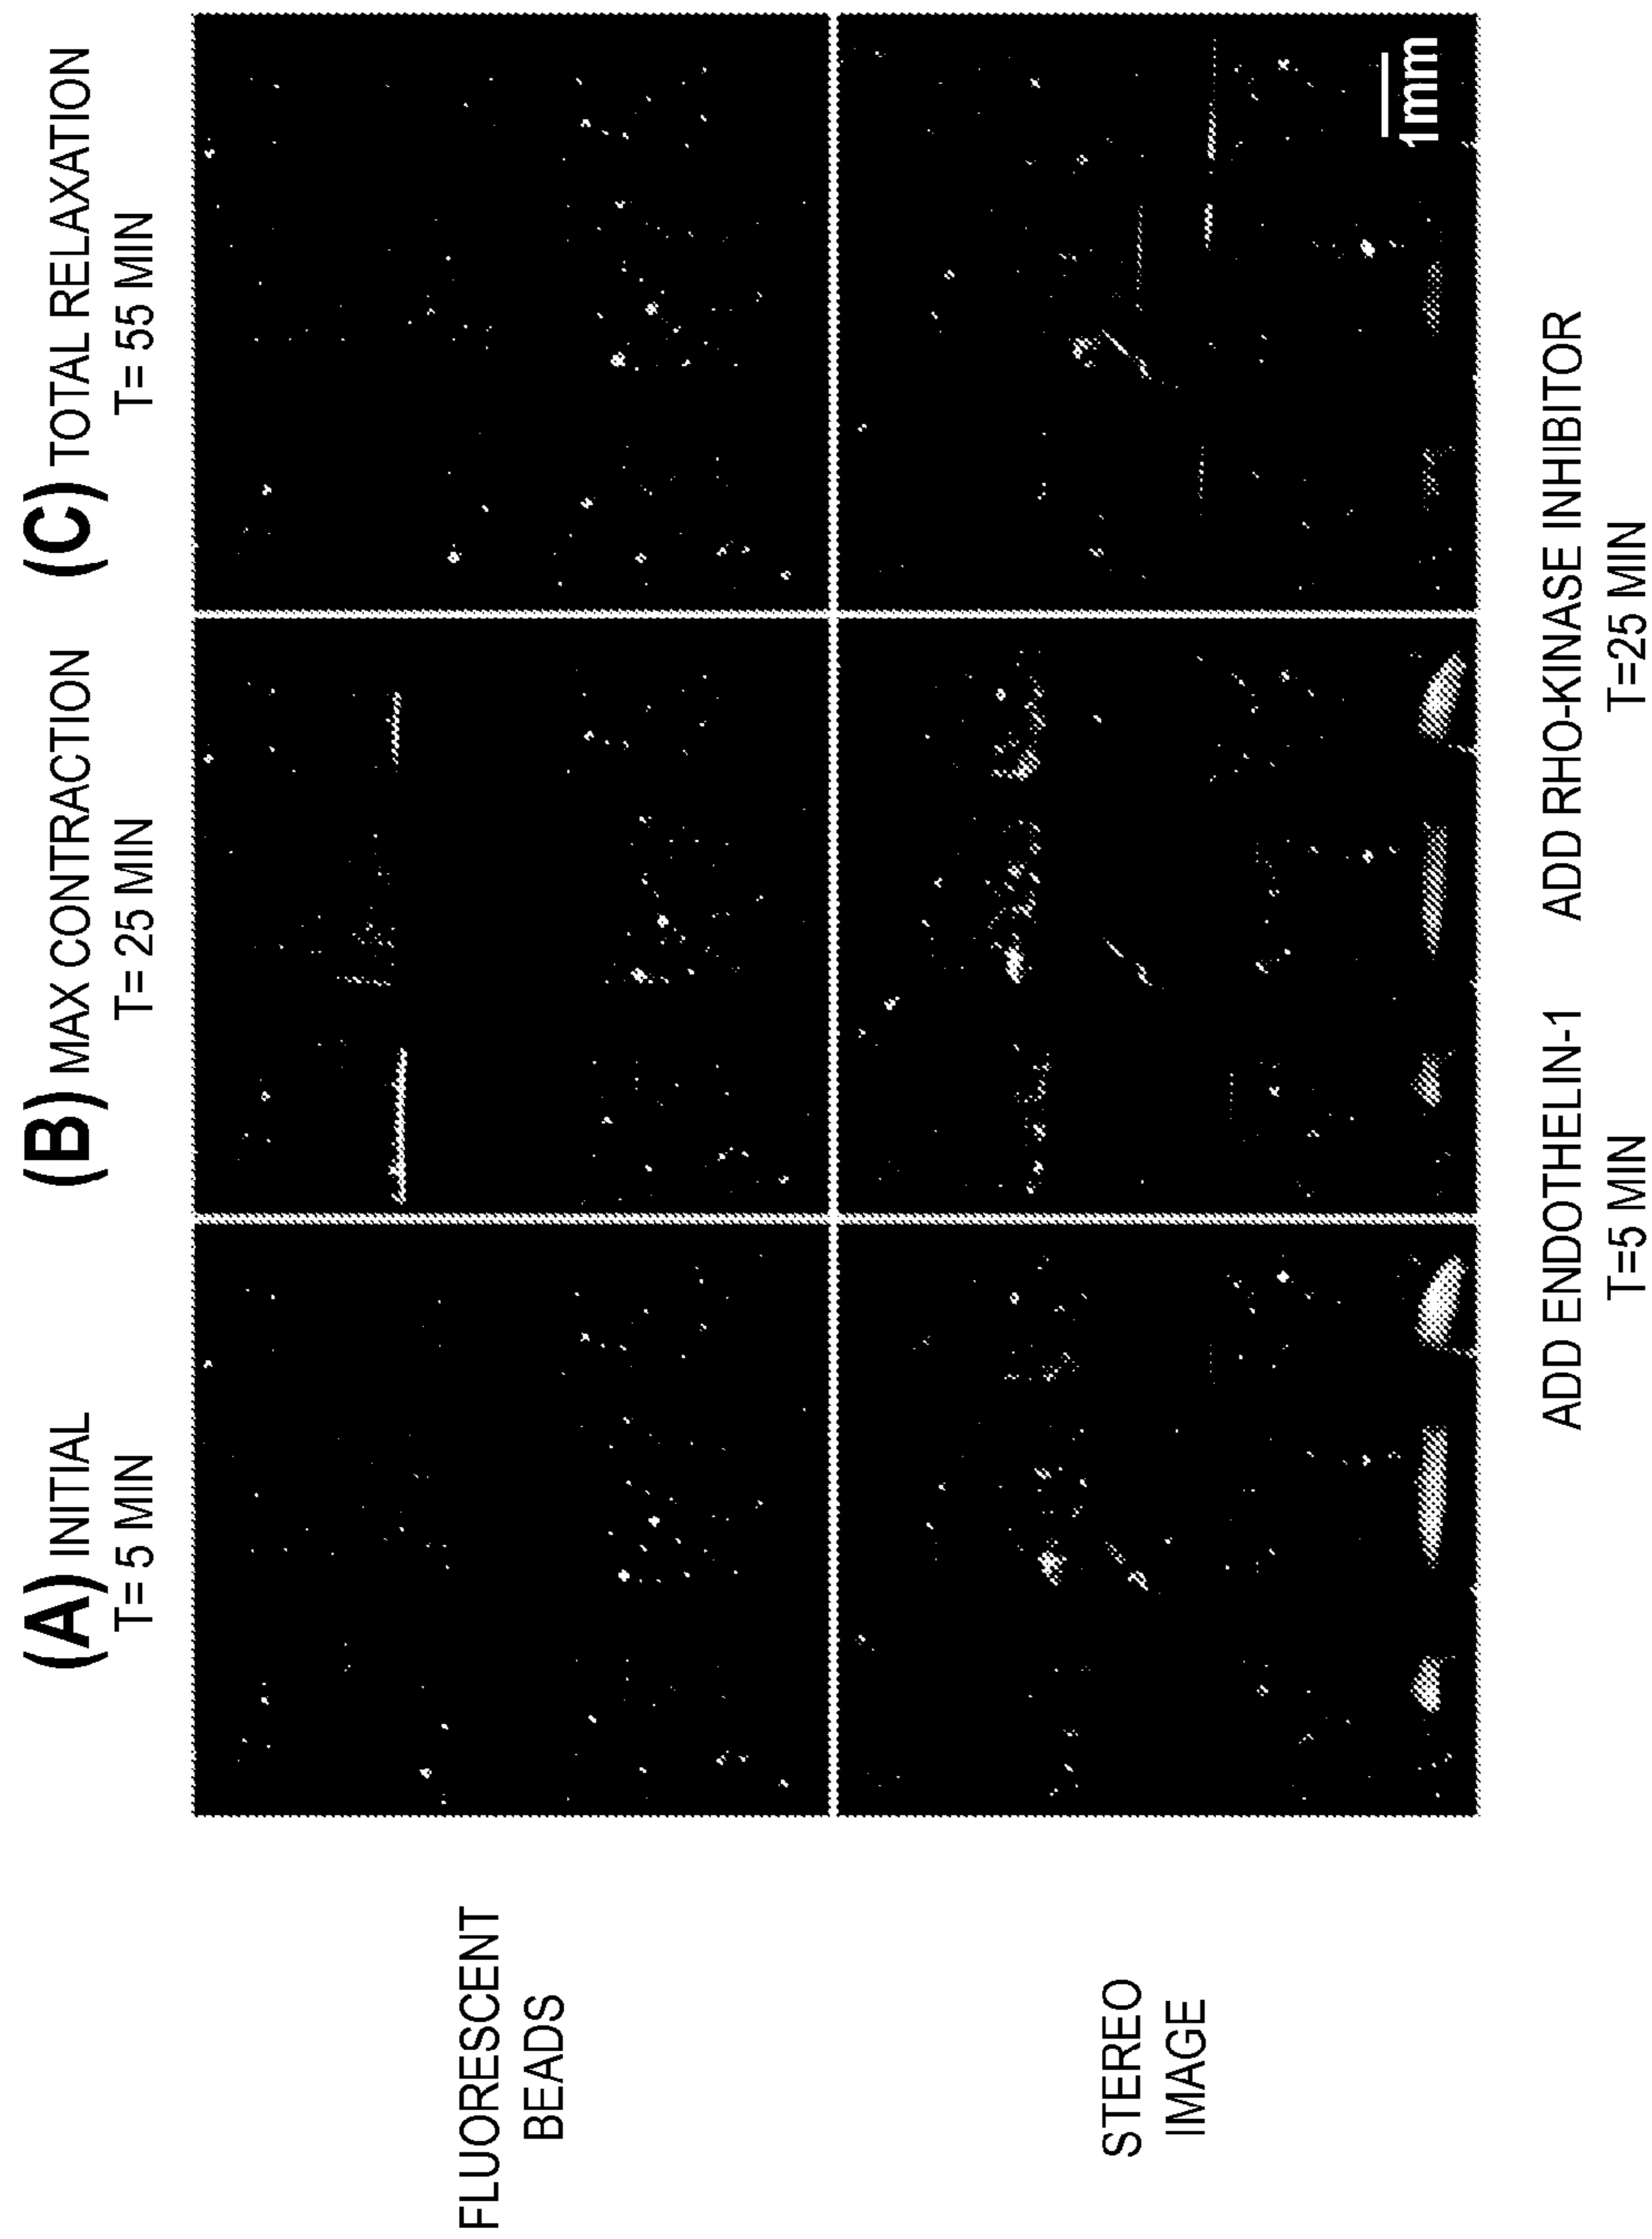 (A) INITIAL
T= 5 MIN
(B) MAX CONTRACTION
T= 25 MIN
(C) TOTAL RELAXATION
T= 55 MIN
FLUORESCENT
BEADS
STEREO
IMAGE
1mm
ADD ENDOTHELIN-1
T=5 MIN
ADD RHO-KINASE INHIBITOR
T=25 MIN